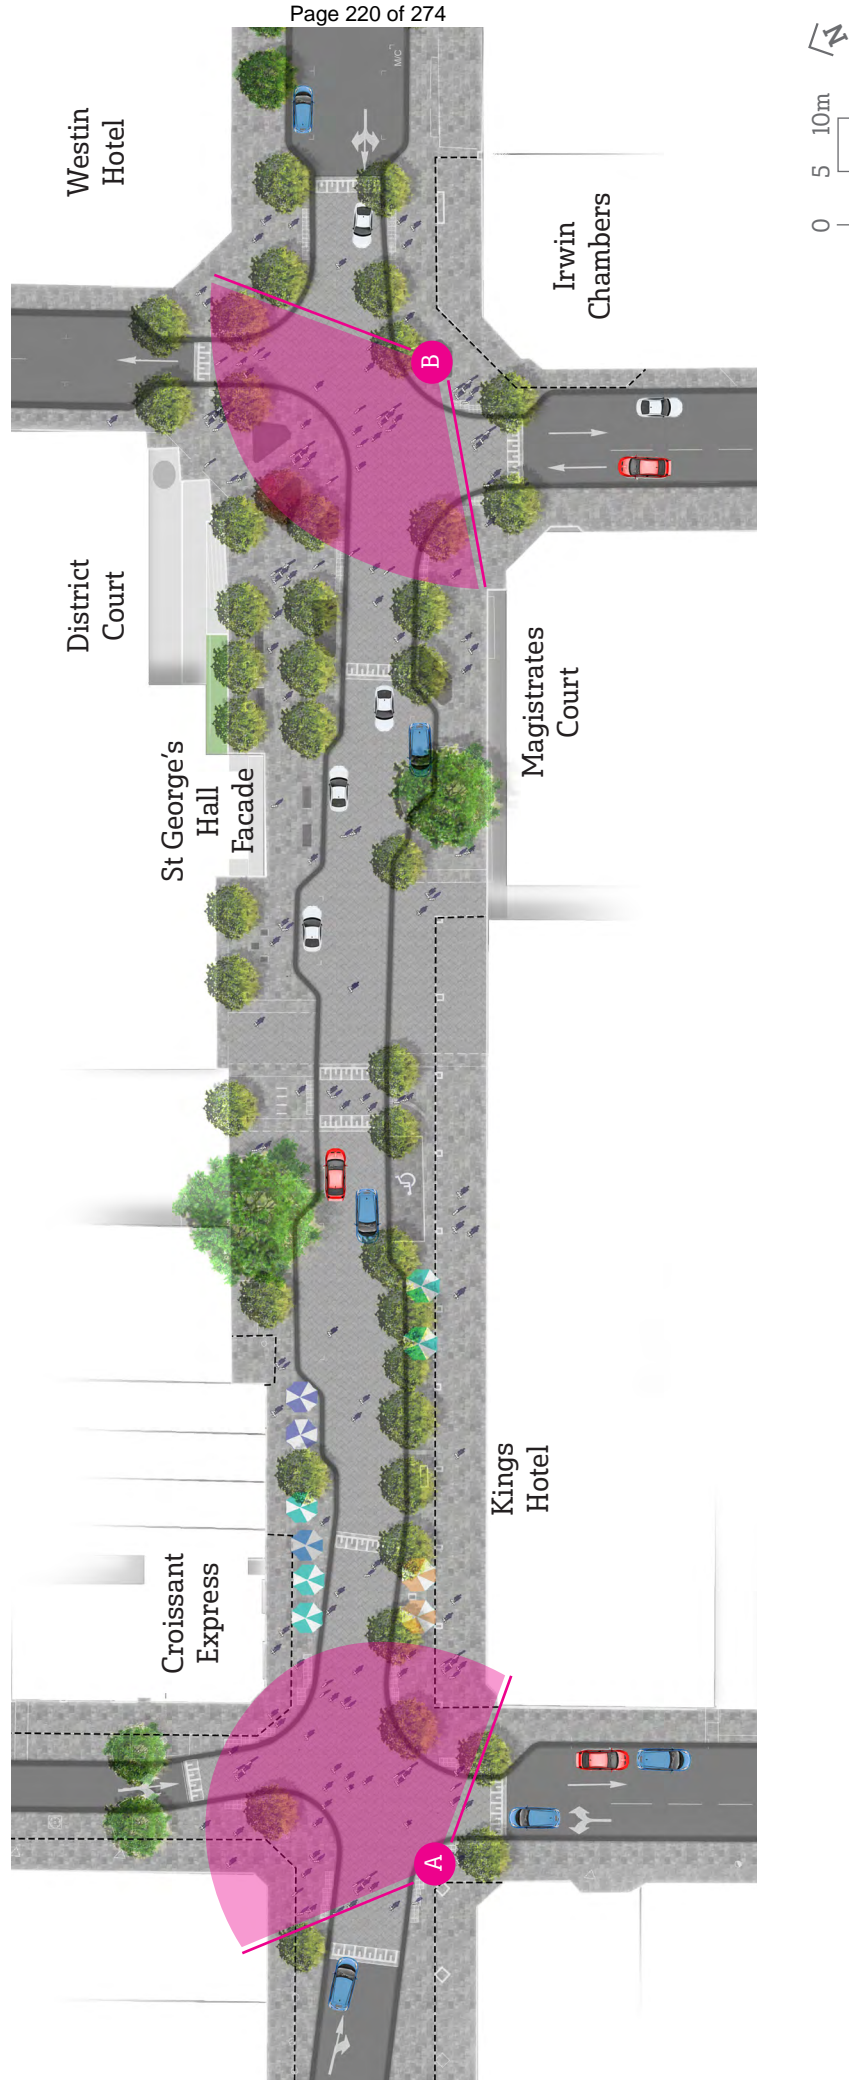 Page 220 of 274
N
0 5 10m
M/C
Westin
Hotel
Irwin
Chambers
B
District
Court
Magistrates
Court
St George's
Hall
Facade
Kings
Hotel
Croissant
Express
A